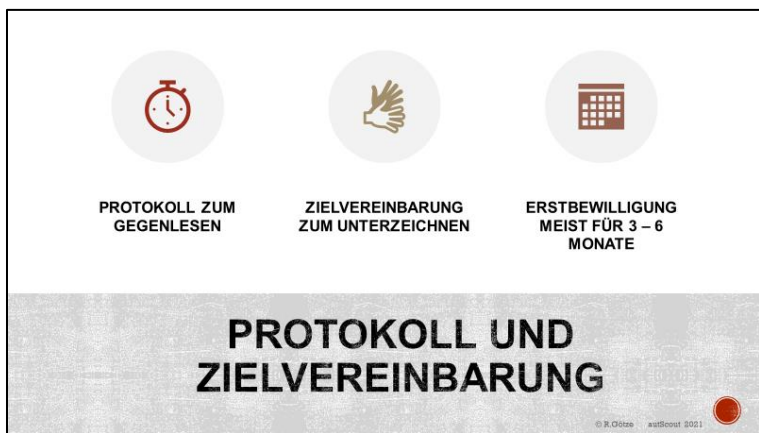 PROTOKOLL ZUM
GEGENLESEN
ZIELVEREINBARUNG
ZUM UNTERZEICHNEN
ERSTBEWILLIGUNG
MEIST FÜR 3 – 6
MONATE
PROTOKOLL UND
ZIELVEREINBARUNG
© R.Götze autScout 2021